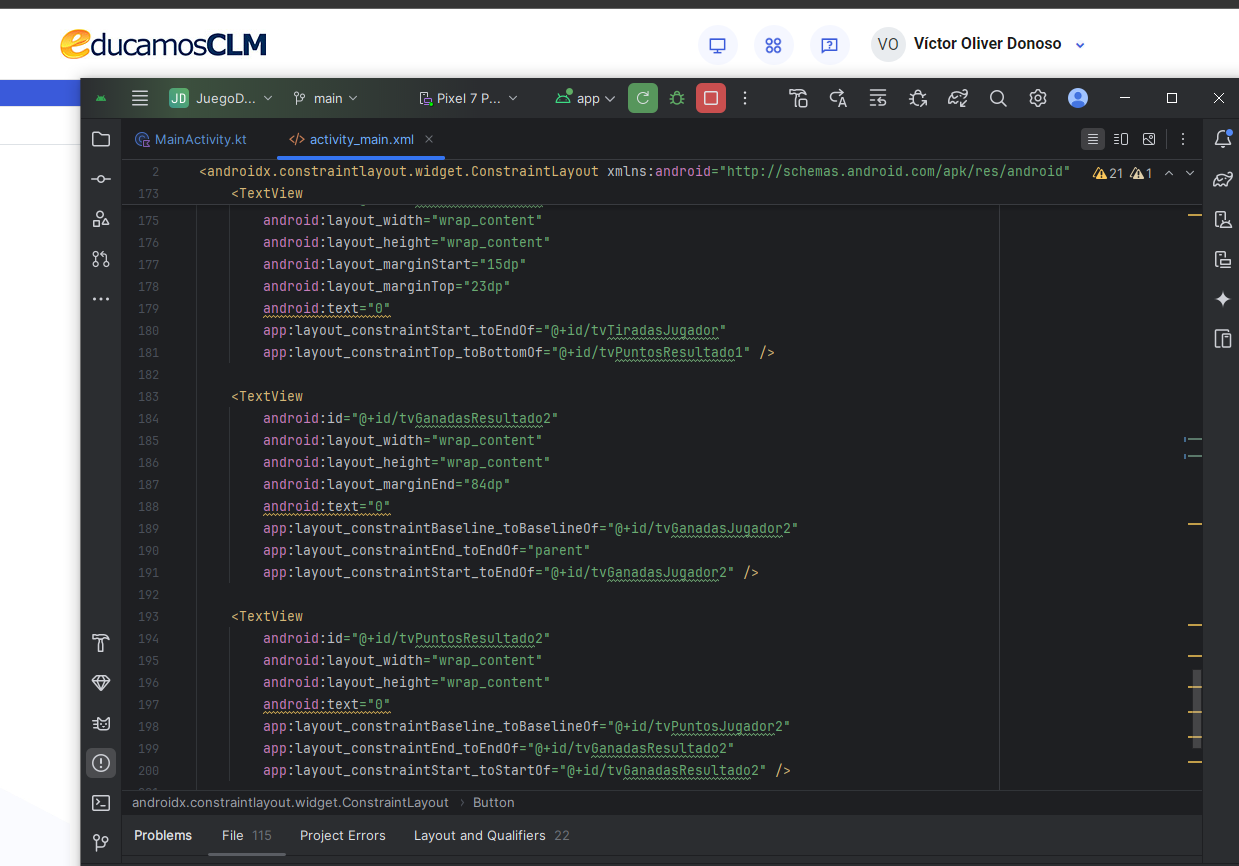 educamosCLM
VO Víctor Oliver Donoso
JD JuegoD... main Pixel 7 P... app
MainActivity.kt activity_main.xml
2 <androidx.constraintlayout.widget.ConstraintLayout xmlns:android="http://schemas.android.com/apk/res/android" 21 1
173 <TextView
175 android:layout_width="wrap_content"
176 android:layout_height="wrap_content"
177 android:layout_marginStart="15dp"
178 android:layout_marginTop="23dp"
179 android:text="0"
180 app:layout_constraintStart_toEndOf="@+id/tvTiradasJugador"
181 app:layout_constraintTop_toBottomOf="@+id/tvPuntosResultado1" />
182
183 <TextView
184 android:id="@+id/tvGanadasResultado2"
185 android:layout_width="wrap_content"
186 android:layout_height="wrap_content"
187 android:layout_marginEnd="84dp"
188 android:text="0"
189 app:layout_constraintBaseline_toBaselineOf="@+id/tvGanadasJugador2"
190 app:layout_constraintEnd_toEndOf="parent"
191 app:layout_constraintStart_toEndOf="@+id/tvGanadasJugador2" />
192
193 <TextView
194 android:id="@+id/tvPuntosResultado2"
195 android:layout_width="wrap_content"
196 android:layout_height="wrap_content"
197 android:text="0"
198 app:layout_constraintBaseline_toBaselineOf="@+id/tvPuntosJugador2"
199 app:layout_constraintEnd_toEndOf="@+id/tvGanadasResultado2"
200 app:layout_constraintStart_toStartOf="@+id/tvGanadasResultado2" />
androidx.constraintlayout.widget.ConstraintLayout › Button
Problems File 115 Project Errors Layout and Qualifiers 22